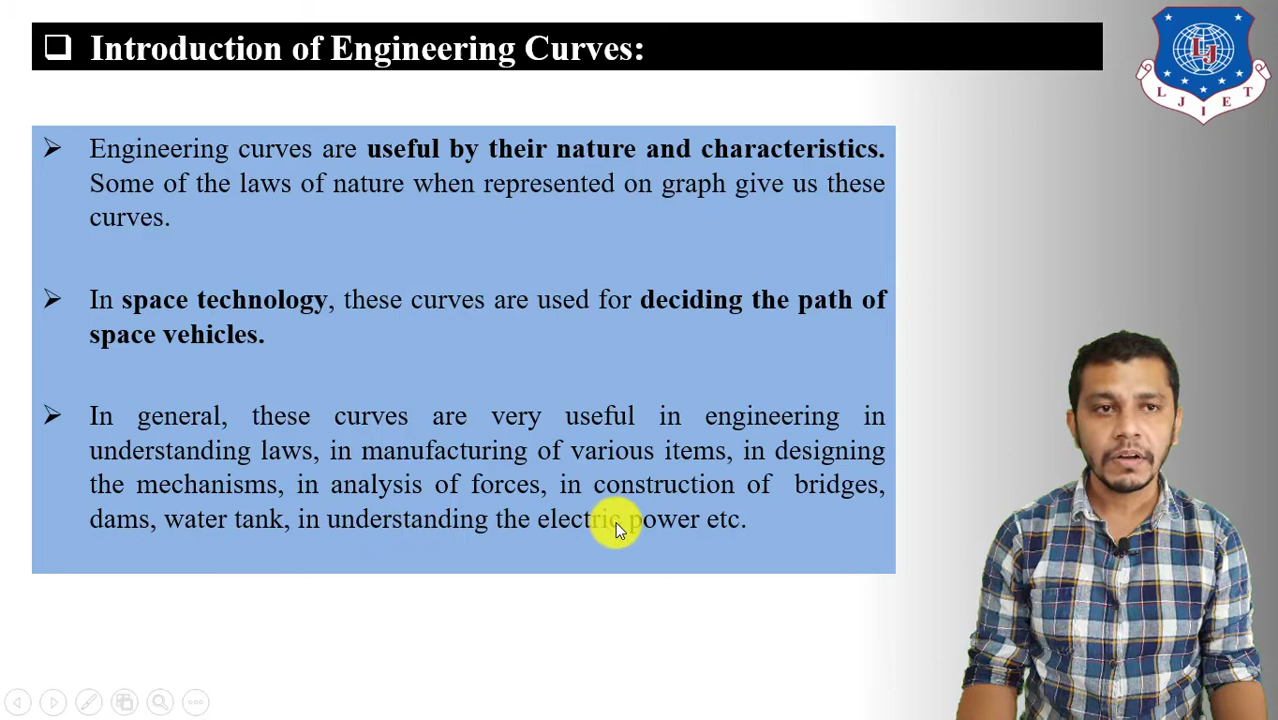 Introduction of Engineering Curves:
Engineering curves are useful by their nature and characteristics.
Some of the laws of nature when represented on graph give us these
curves.
In space technology, these curves are used for deciding the path of
space vehicles.
In general, these curves are very useful in engineering in
understanding laws, in manufacturing of various items, in designing
the mechanisms, in analysis of forces, in construction of bridges,
dams, water tank, in understanding the electric power etc.
LJ
L J I E T